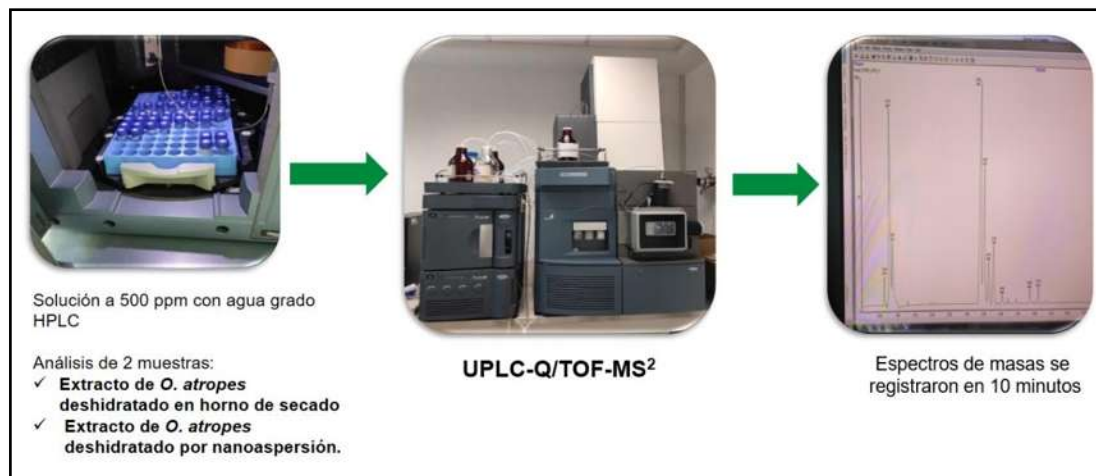 Solución a 500 ppm con agua grado
HPLC
Análisis de 2 muestras:
✓ Extracto de O. atropes
deshidratado en horno de secado
✓ Extracto de O. atropes
deshidratado por nanoaspersión.
UPLC-Q/TOF-MS²
Espectros de masas se
registraron en 10 minutos